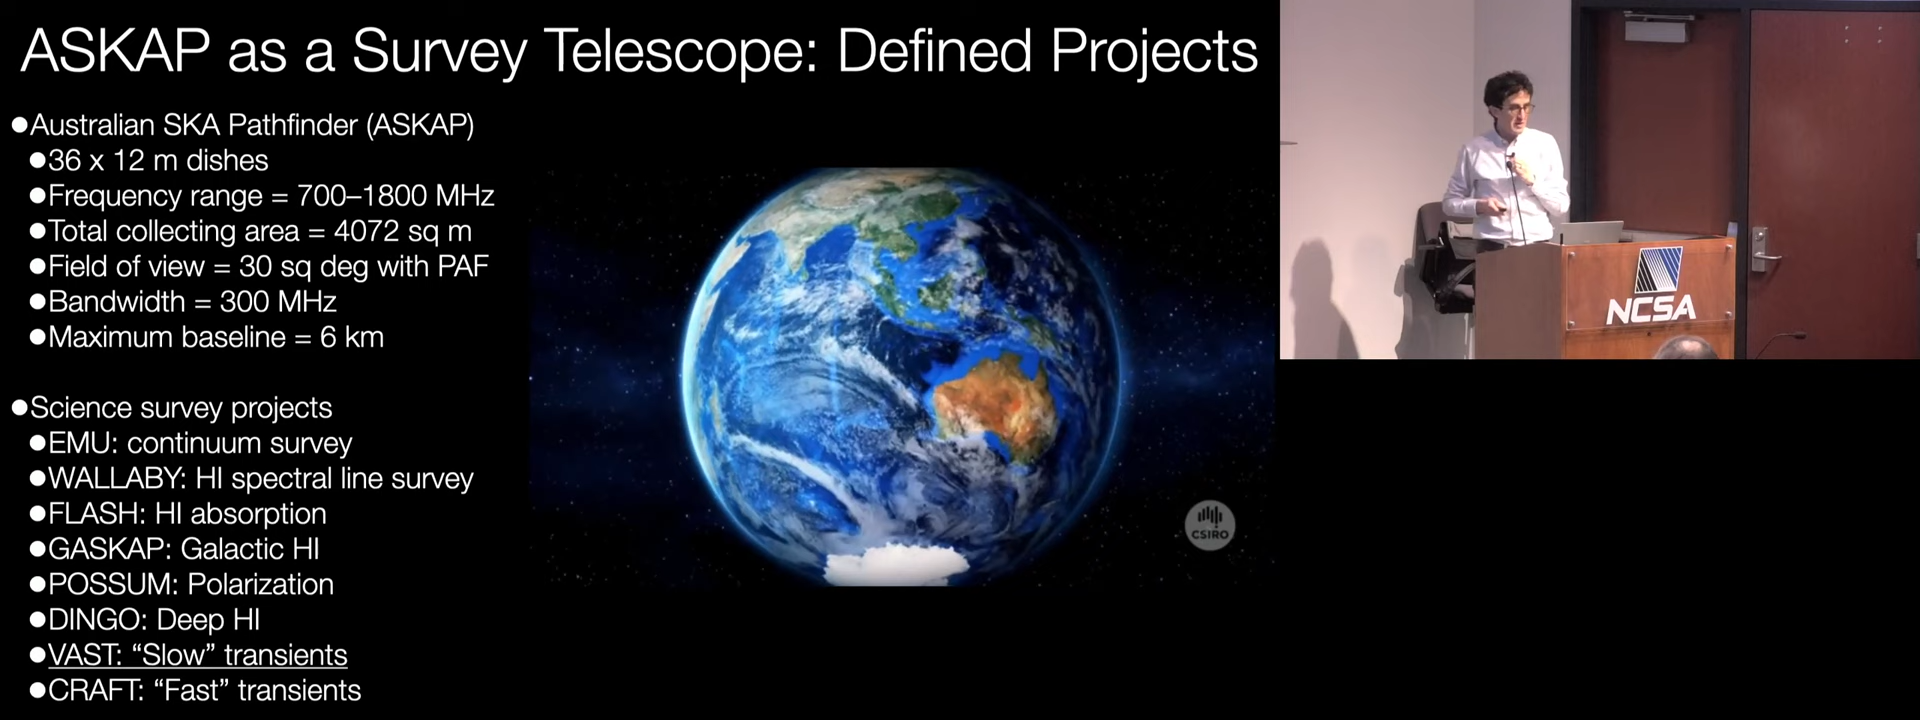 ASKAP as a Survey Telescope: Defined Projects
●Australian SKA Pathfinder (ASKAP)
●36 x 12 m dishes
●Frequency range = 700–1800 MHz
●Total collecting area = 4072 sq m
●Field of view = 30 sq deg with PAF
●Bandwidth = 300 MHz
●Maximum baseline = 6 km
●Science survey projects
●EMU: continuum survey
●WALLABY: HI spectral line survey
●FLASH: HI absorption
●GASKAP: Galactic HI
●POSSUM: Polarization
●DINGO: Deep HI
●VAST: “Slow” transients
●CRAFT: “Fast” transients
CSIRO
NCSA